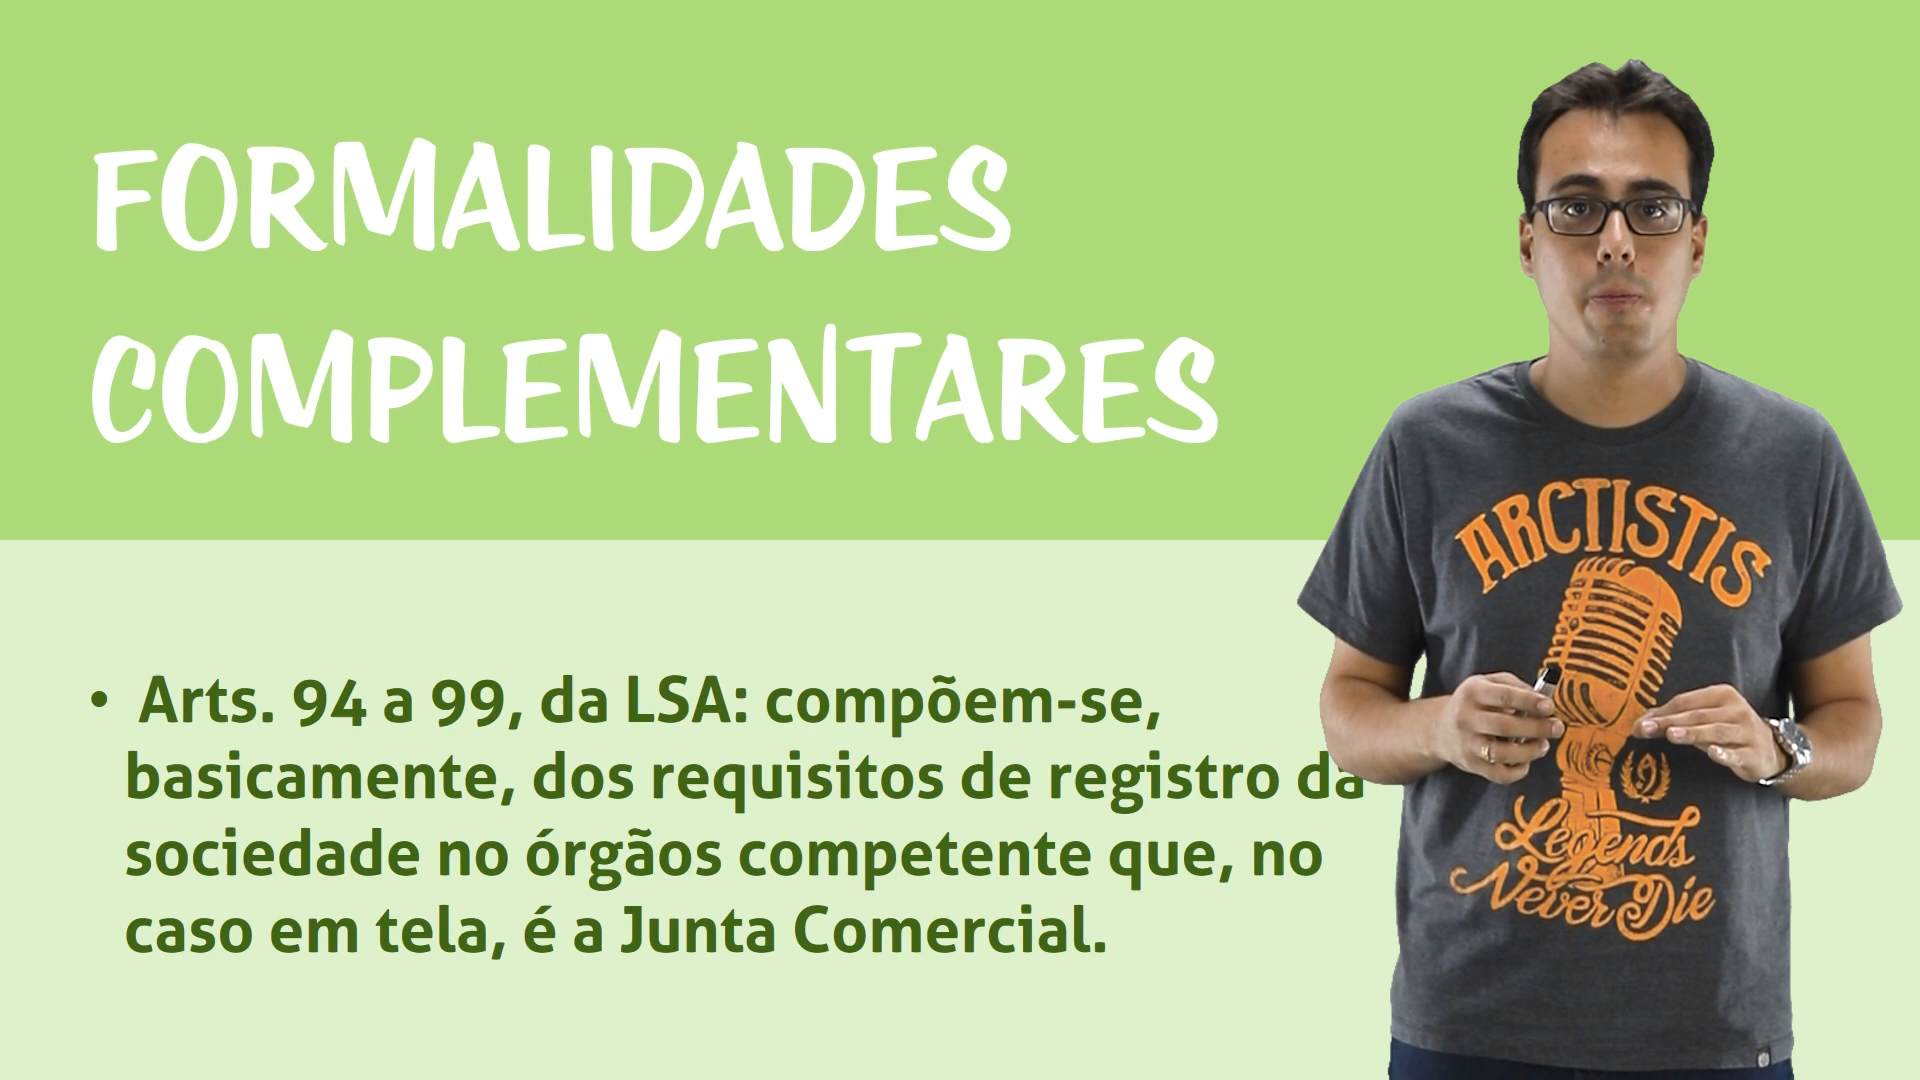 FORMALIDADES
COMPLEMENTARES
• Arts. 94 a 99, da LSA: compõem-se,
basicamente, dos requisitos de registro da
sociedade no órgãos competente que, no
caso em tela, é a Junta Comercial.
ARCTISTIS
Legends
Never Die